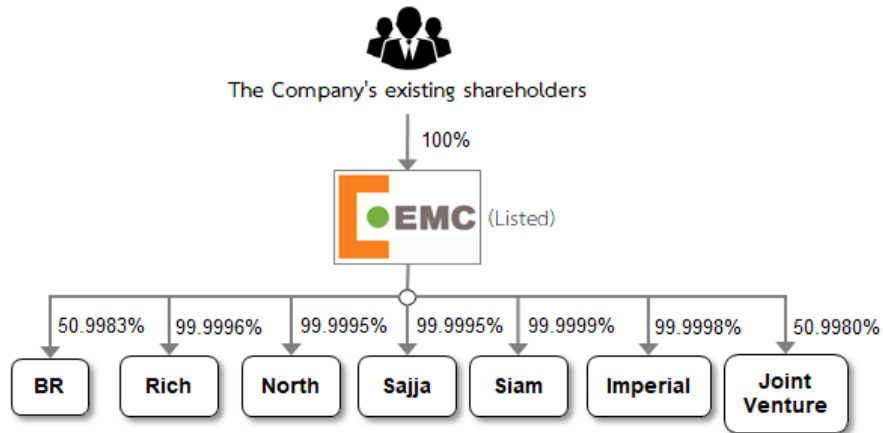 The Company's existing shareholders
100%
EMC (Listed)
50.9983% 99.9996% 99.9995% 99.9995% 99.9999% 99.9998% 50.9980%
BR Rich North Sajja Siam Imperial Joint
Venture